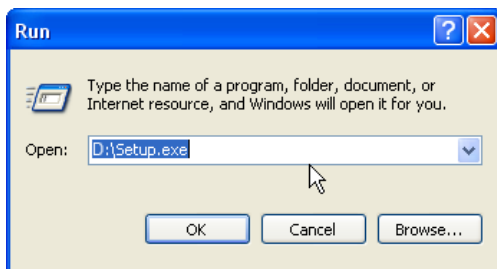 Run
Type the name of a program, folder, document, or
Internet resource, and Windows will open it for you.
Open: D:\Setup.exe
OK Cancel Browse...